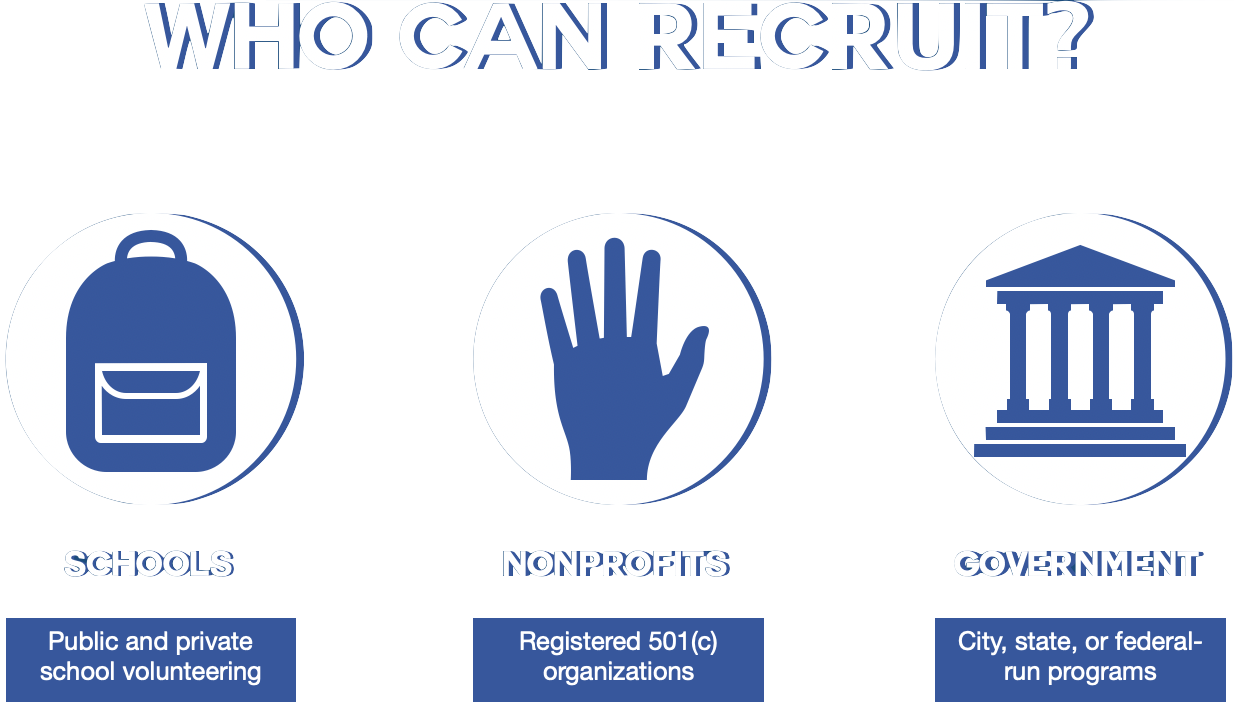 WHO CAN RECRUIT?
SCHOOLS
Public and private
school volunteering
NONPROFITS
Registered 501(c)
organizations
GOVERNMENT
City, state, or federal-
run programs